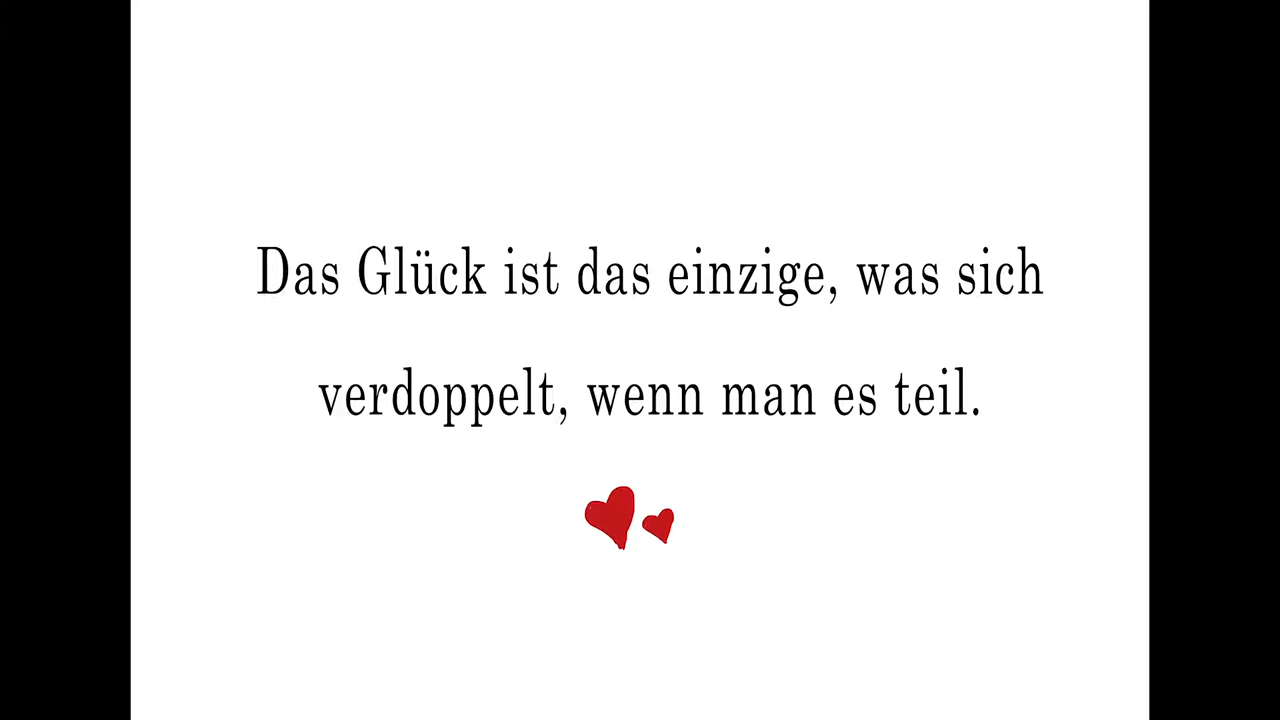 Das Glück ist das einzige, was sich
verdoppelt, wenn man es teil.